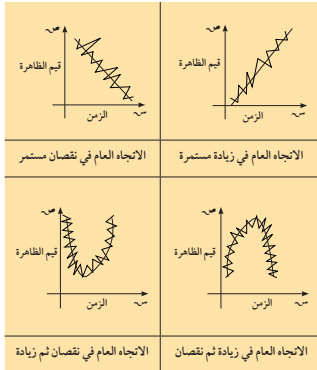 ص
قيم الظاهرة
الزمن
س
الاتجاه العام في زيادة مستمرة
ص
قيم الظاهرة
الزمن
س
الاتجاه العام في نقصان مستمر
ص
قيم الظاهرة
الزمن
س
الاتجاه العام في زيادة ثم نقصان
ص
قيم الظاهرة
الزمن
س
الاتجاه العام في نقصان ثم زيادة